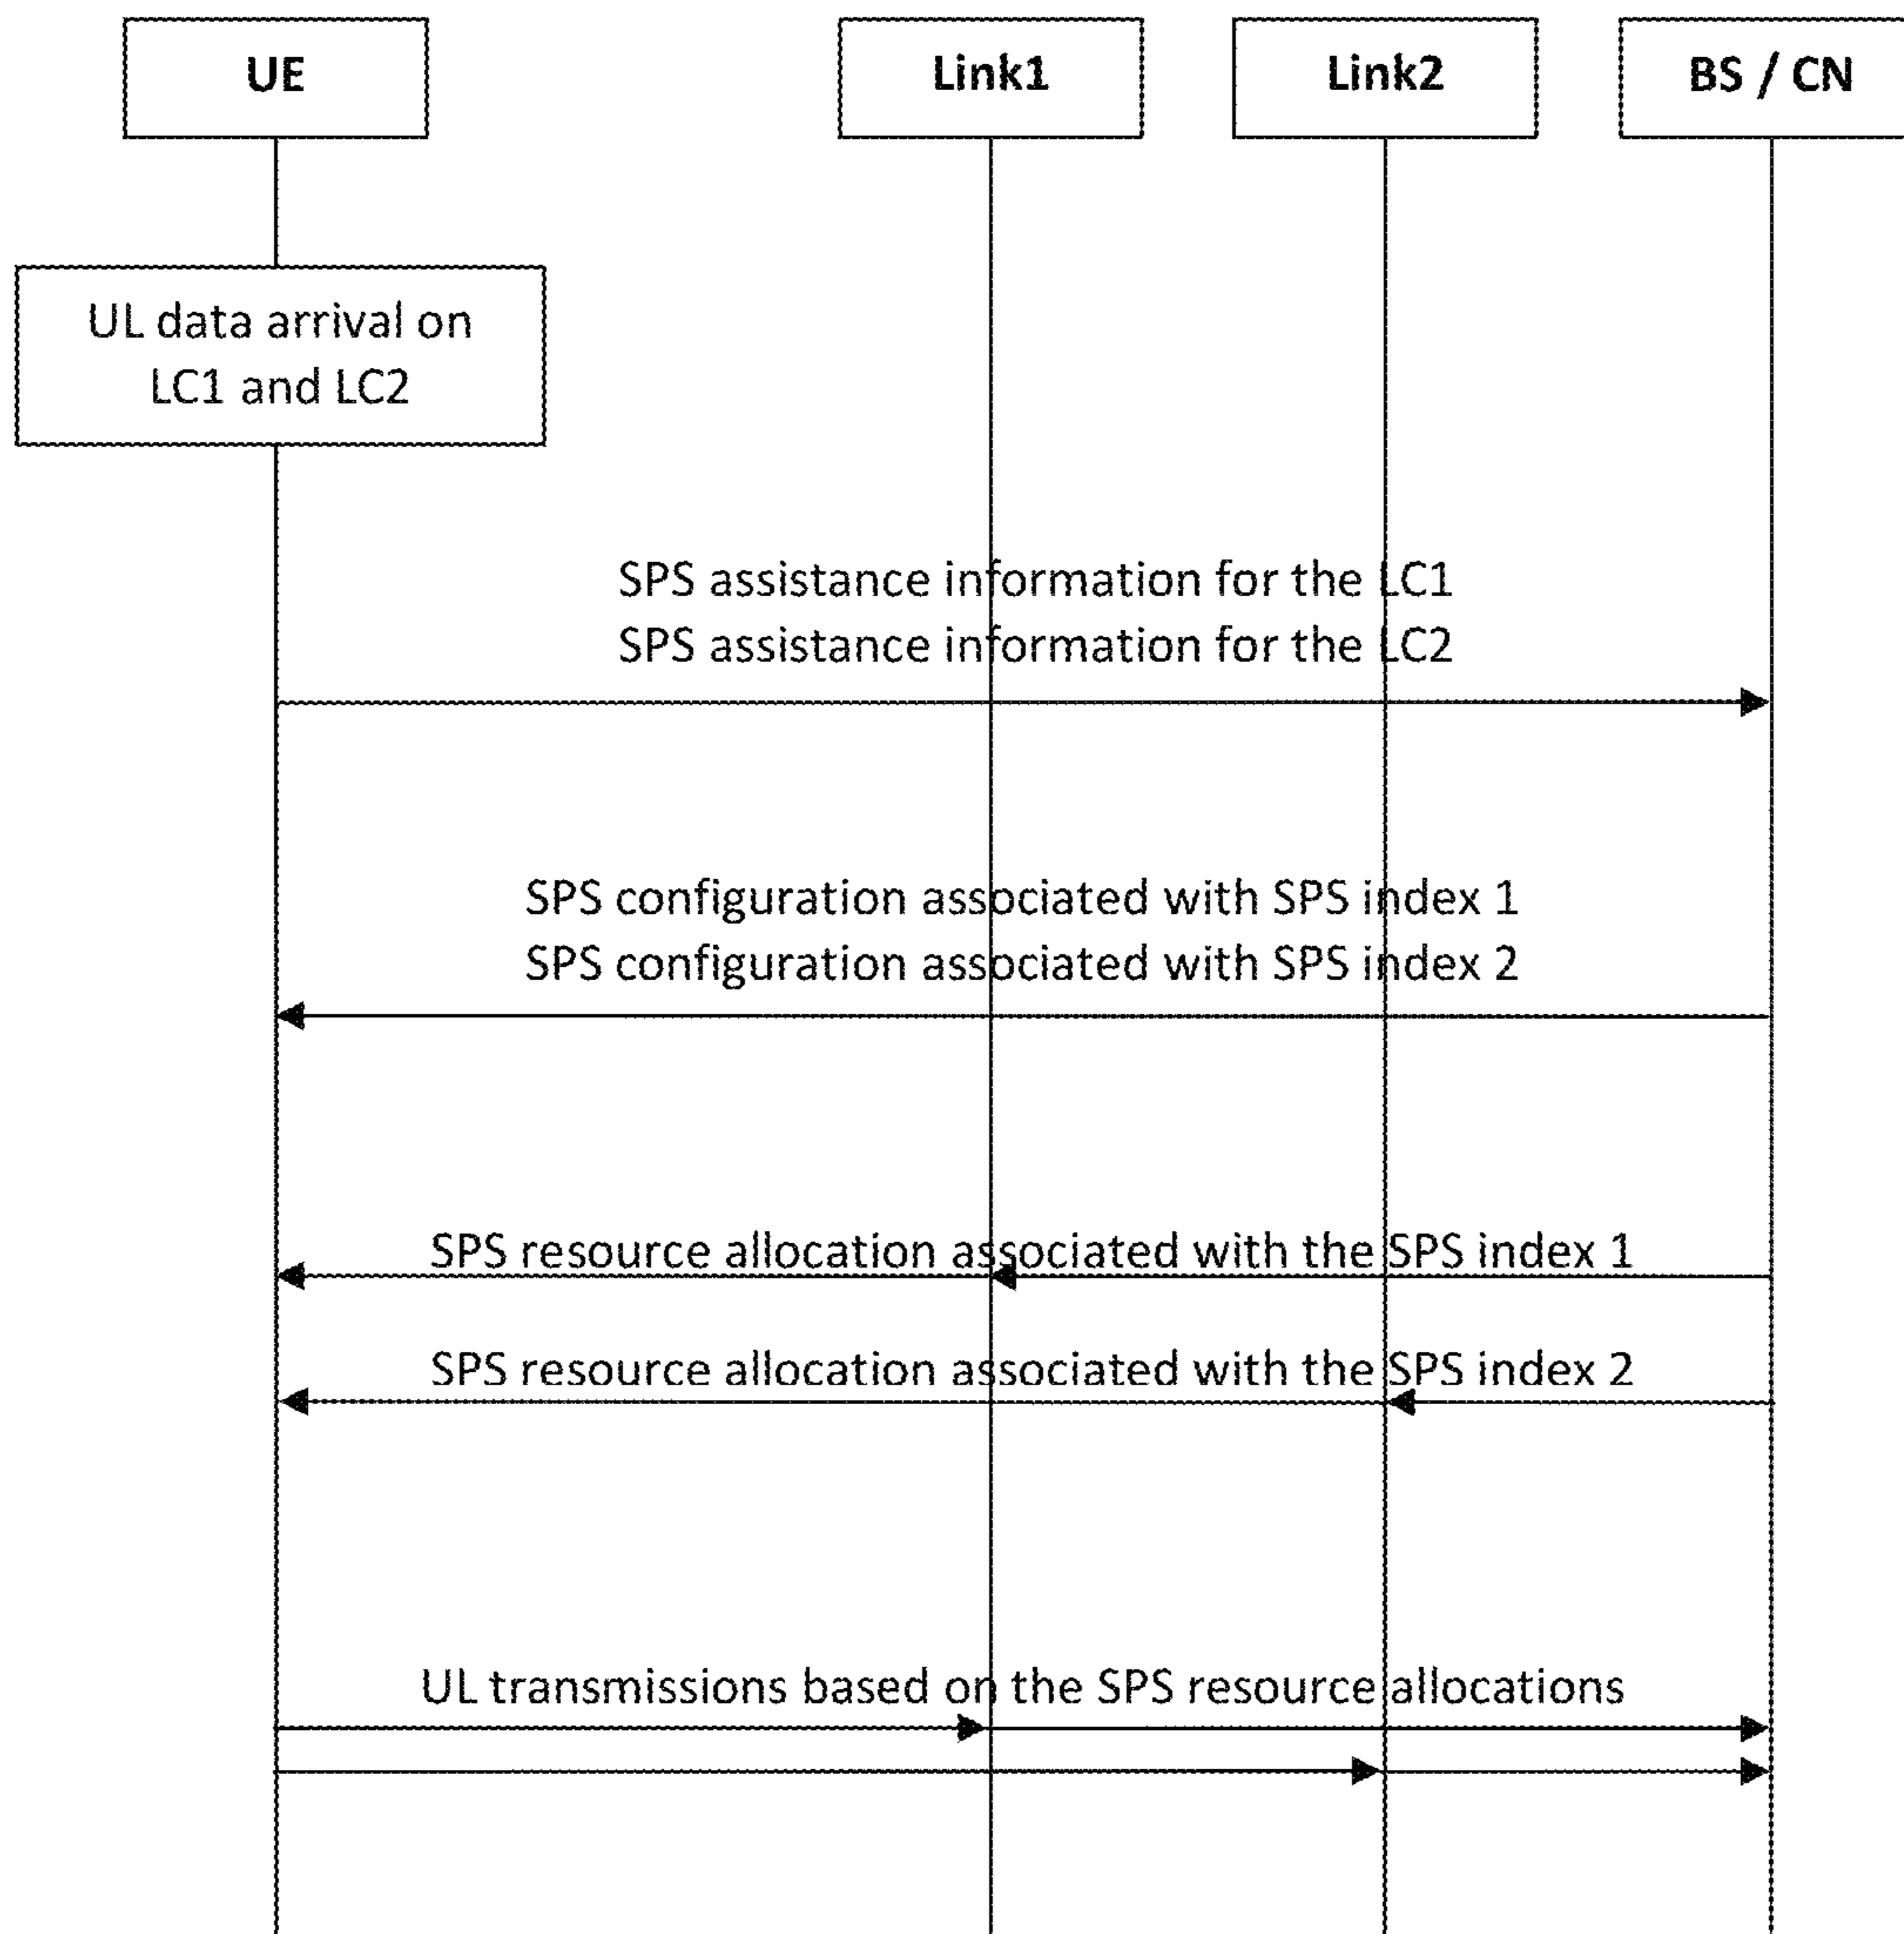 UE
Link1
Link2
BS / CN
UL data arrival on
LC1 and LC2
SPS assistance information for the LC1
SPS assistance information for the LC2
SPS configuration associated with SPS index 1
SPS configuration associated with SPS index 2
SPS resource allocation associated with the SPS index 1
SPS resource allocation associated with the SPS index 2
UL transmissions based on the SPS resource allocations